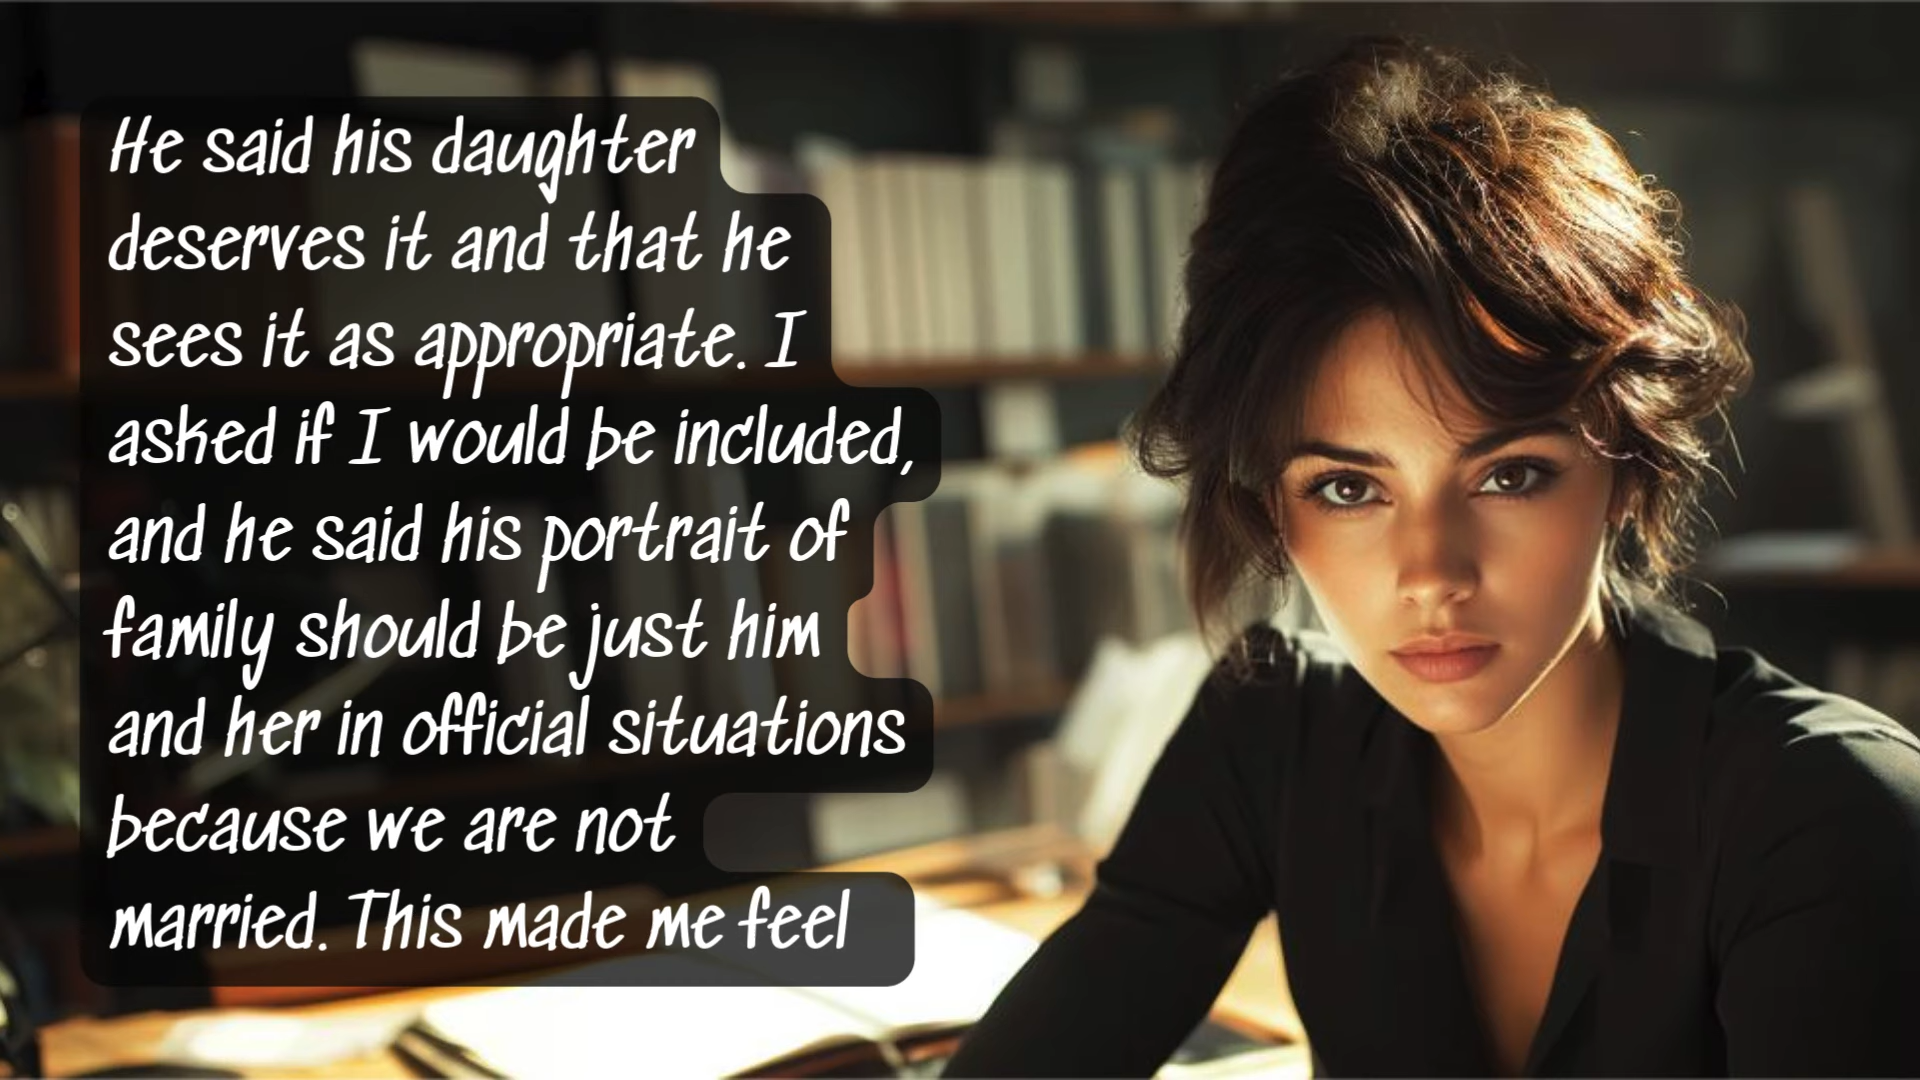 He said his daughter
deserves it and that he
sees it as appropriate. I
asked if I would be included,
and he said his portrait of
family should be just him
and her in official situations
because we are not
married. This made me feel